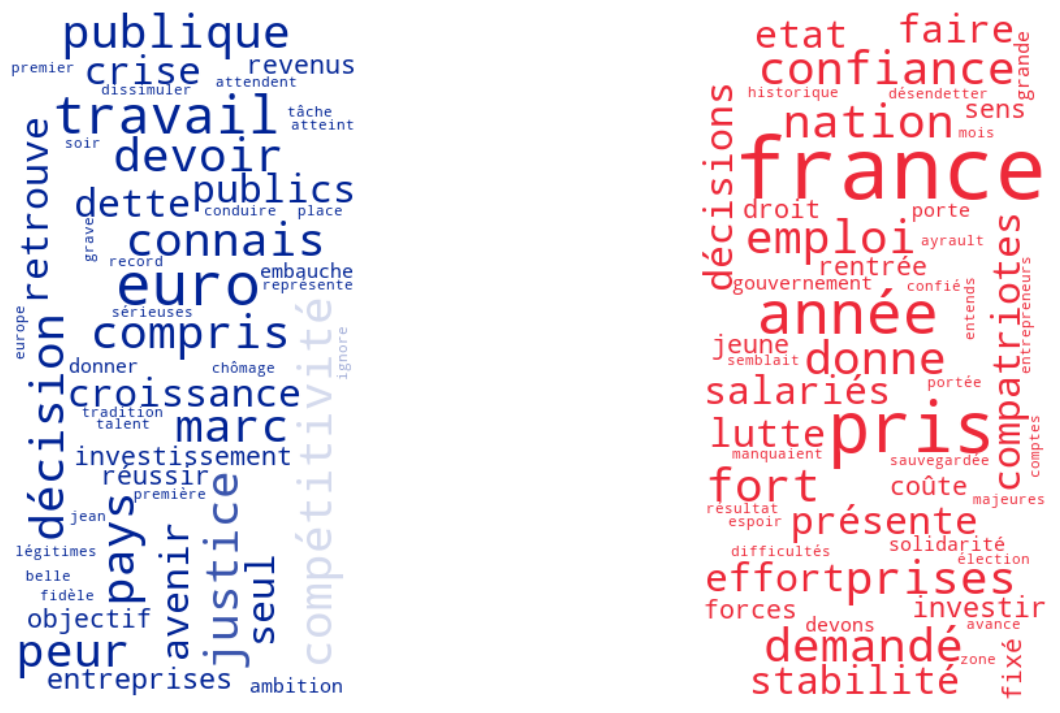 publique
premier
crise
revenus
attendent
dissimuler
travail
tâche
atteint
soir
retrouve
devoir
dette
publics
conduire
place
grave
connais
record
embauche
euro
représente
sérieuses
europe
compris
compétitivité
ignore
décision
donner
chômage
croissance
tradition
talent
marc
investissement
réussir
première
pays
jean
justice
avenir
légitimes
seul
belle
fidèle
objectif
peur
entreprises
ambition
etat
faire
confiance
grande
historique
désendetter
décisions
sens
nation
mois
france
droit
porte
compatriotes
emploi
ayrault
rentrée
gouvernement
confié
entends
entrepreneurs
année
jeune
semblait
donne
salariés
portée
pris
lutte
manquaient
comptes
sauvegardée
fort
coûte
majeures
résultat
espoir
présente
solidarité
difficultés
élection
effort
prises
forces
investir
devons
avance
demandé
zone
fixé
stabilité